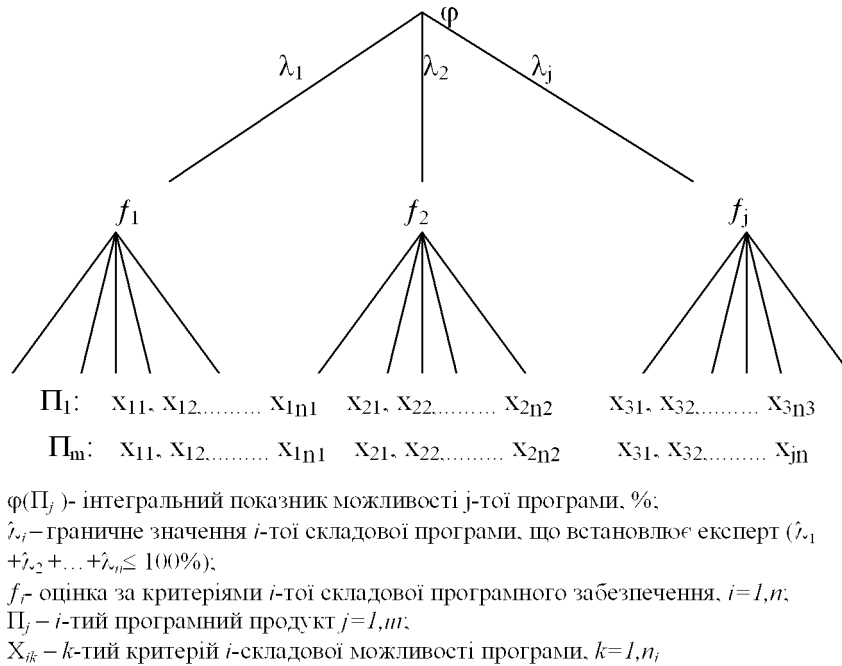 φ
λ1 λ2 λj
f1 f2 fj
П1: x11, x12,……… x1n1 x21, x22,……… x2n2 x31, x32,……… x3n3
Пm: x11, x12,……… x1n1 x21, x22,……… x2n2 x31, x32,……… xjn
φ(Пj )- інтегральний показник можливості j-тої програми, %;
λi – граничне значення i-тої складової програми, що встановлює експерт (λ1
+λ2 +…+λn≤ 100%);
fi- оцінка за критеріями i-тої складової програмного забезпечення, i=1,n;
Пj – i-тий програмний продукт j=1,m;
Xik – k-тий критерій i-складової можливості програми, k=1,ni